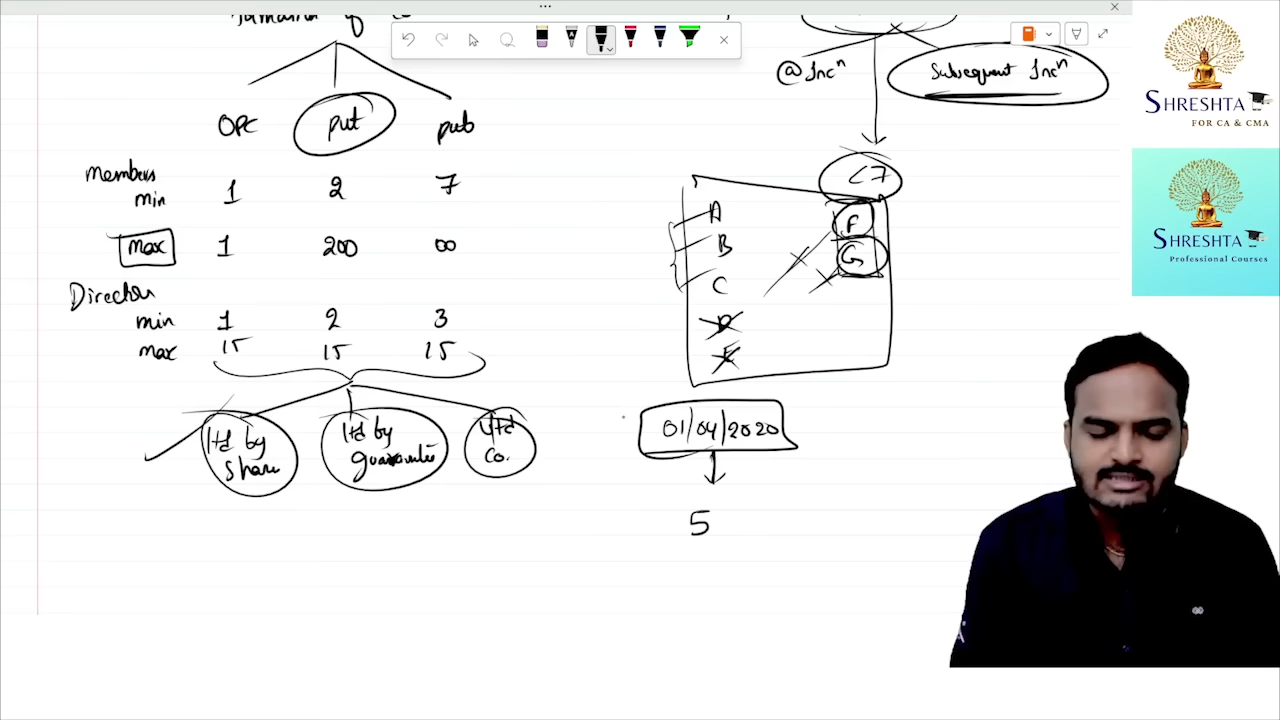 of
@ Incⁿ
Subsequent Incⁿ
OPC pvt pub
Members
min 1 2 7
max 1 200 ∞
Director
min 1 2 3
max 15 15 15
ltd by share
ltd by guarantee
Co.
<7
A
B
C
D
E
F
G
01/04/2020
5
SHRESHTA
FOR CA & CMA
SHRESHTA
Professional Courses